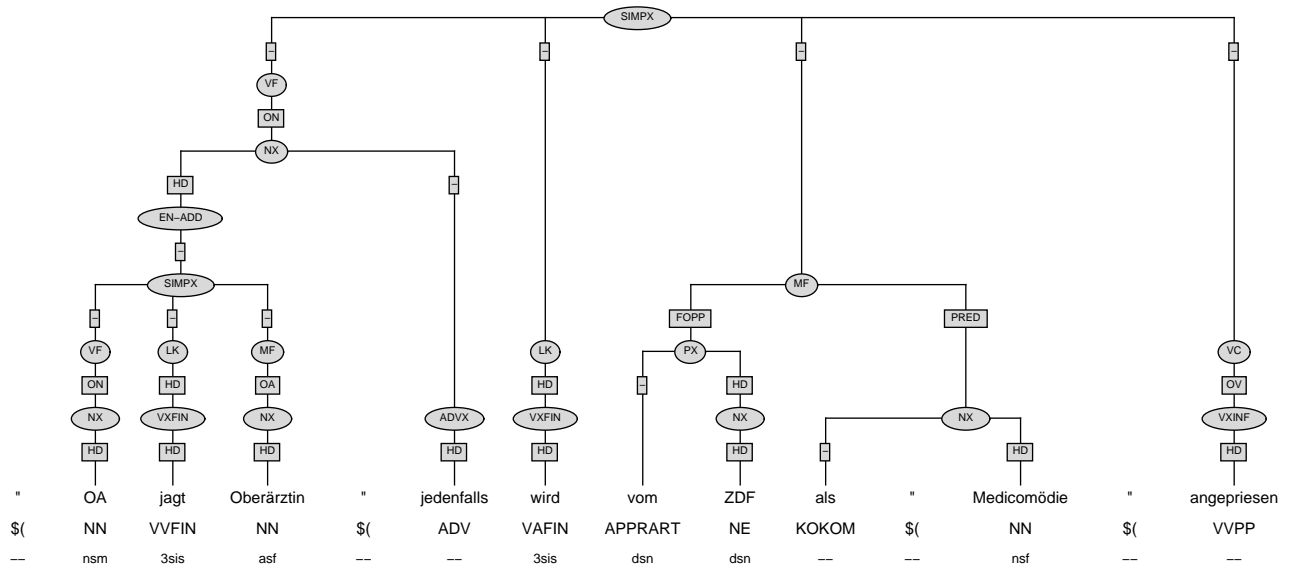 SIMPX
– – – –
VF
ON
NX
HD –
EN–ADD
–
SIMPX MF
– – – FOPP PRED
VF LK MF LK PX VC
ON HD OA HD – HD OV
NX VXFIN NX ADVX VXFIN NX NX VXINF
HD HD HD HD HD HD – HD HD
" OA jagt Oberärztin " jedenfalls wird vom ZDF als " Medicomödie " angepriesen
$( NN VVFIN NN $( ADV VAFIN APPRART NE KOKOM $( NN $( VVPP
–– nsm 3sis asf –– –– 3sis dsn dsn –– –– nsf –– ––